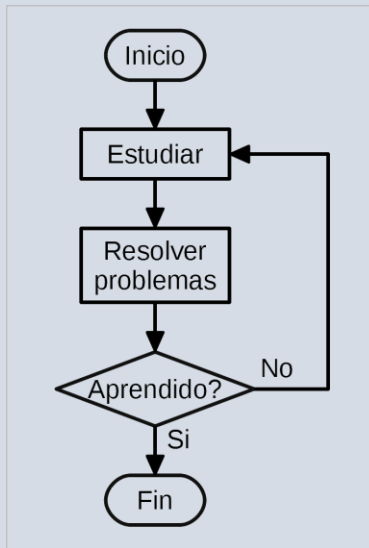 Inicio
Estudiar
Resolver
problemas
Aprendido?
No
Si
Fin